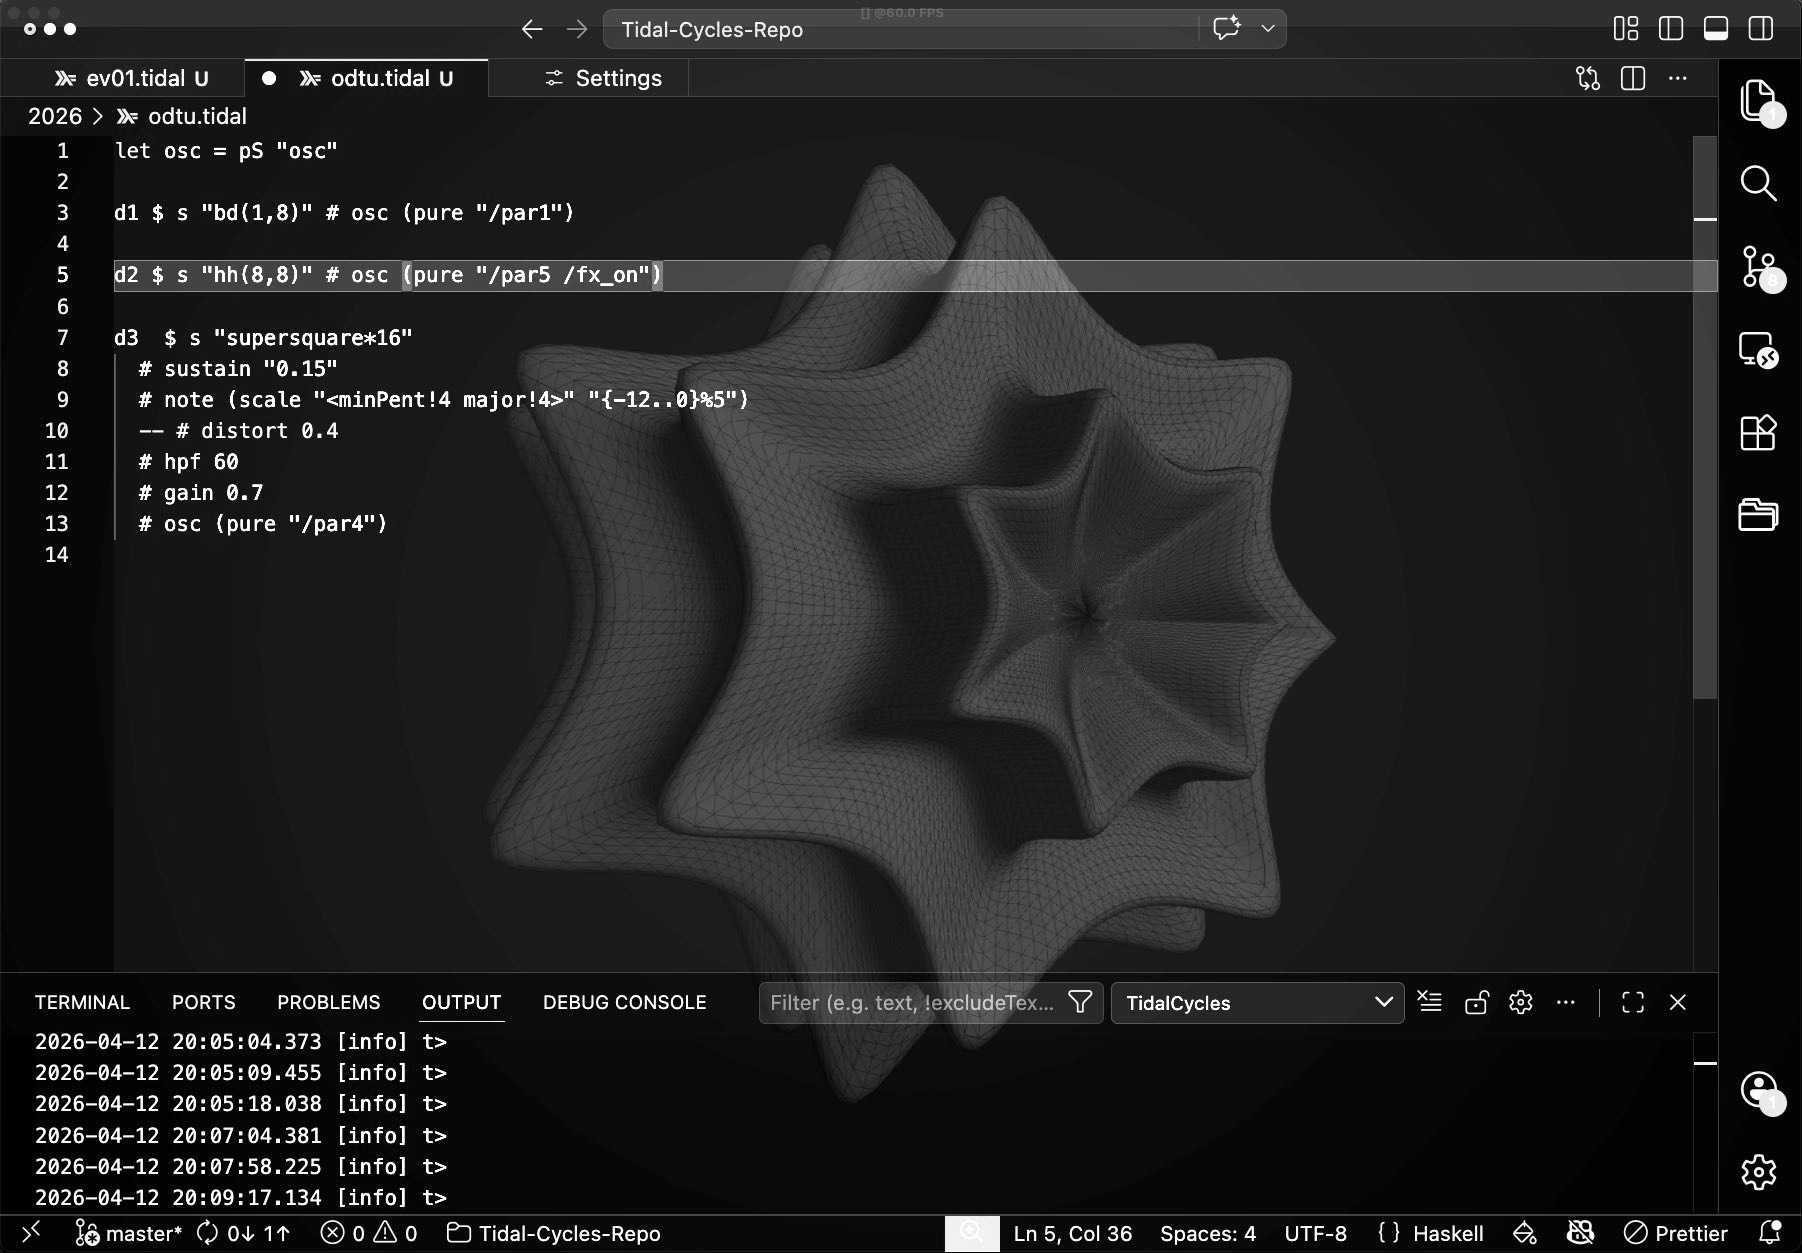 [] @60.0 FPS
Tidal-Cycles-Repo
ev01.tidal U
odtu.tidal U
Settings
2026 > odtu.tidal
1 let osc = pS "osc"
2
3 d1 $ s "bd(1,8)" # osc (pure "/par1")
4
5 d2 $ s "hh(8,8)" # osc (pure "/par5 /fx_on")
6
7 d3  $ s "supersquare*16"
8   # sustain "0.15"
9   # note (scale "<minPent!4 major!4>" "{-12..0}%5")
10   -- # distort 0.4
11   # hpf 60
12   # gain 0.7
13   # osc (pure "/par4")
14
1
8
TERMINAL PORTS PROBLEMS OUTPUT DEBUG CONSOLE Filter (e.g. text, !excludeTex... TidalCycles
2026-04-12 20:05:04.373 [info] t>
2026-04-12 20:05:09.455 [info] t>
2026-04-12 20:05:18.038 [info] t>
2026-04-12 20:07:04.381 [info] t>
2026-04-12 20:07:58.225 [info] t>
2026-04-12 20:09:17.134 [info] t>
1
master* 0↓ 1↑ 0 0 Tidal-Cycles-Repo Ln 5, Col 36 Spaces: 4 UTF-8 {} Haskell Prettier